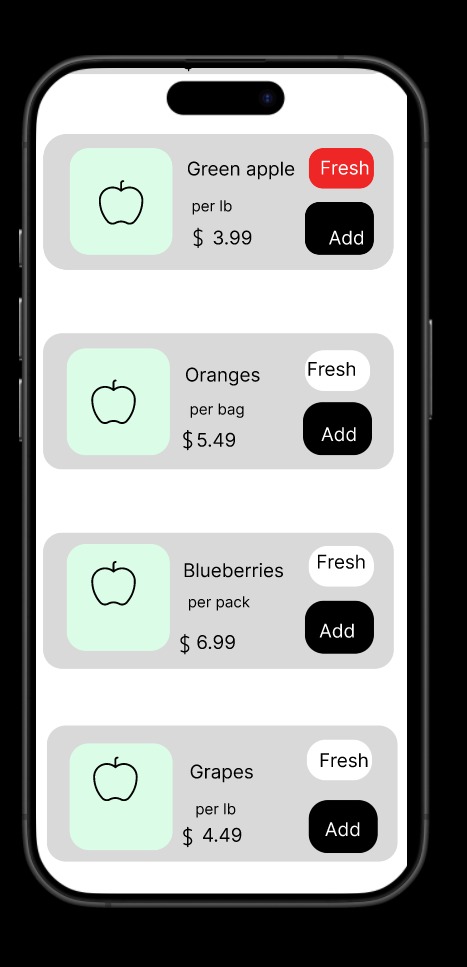 Green apple
Fresh
per lb
$ 3.99
Add
Oranges
Fresh
per bag
$ 5.49
Add
Blueberries
Fresh
per pack
$ 6.99
Add
Grapes
Fresh
per lb
$ 4.49
Add